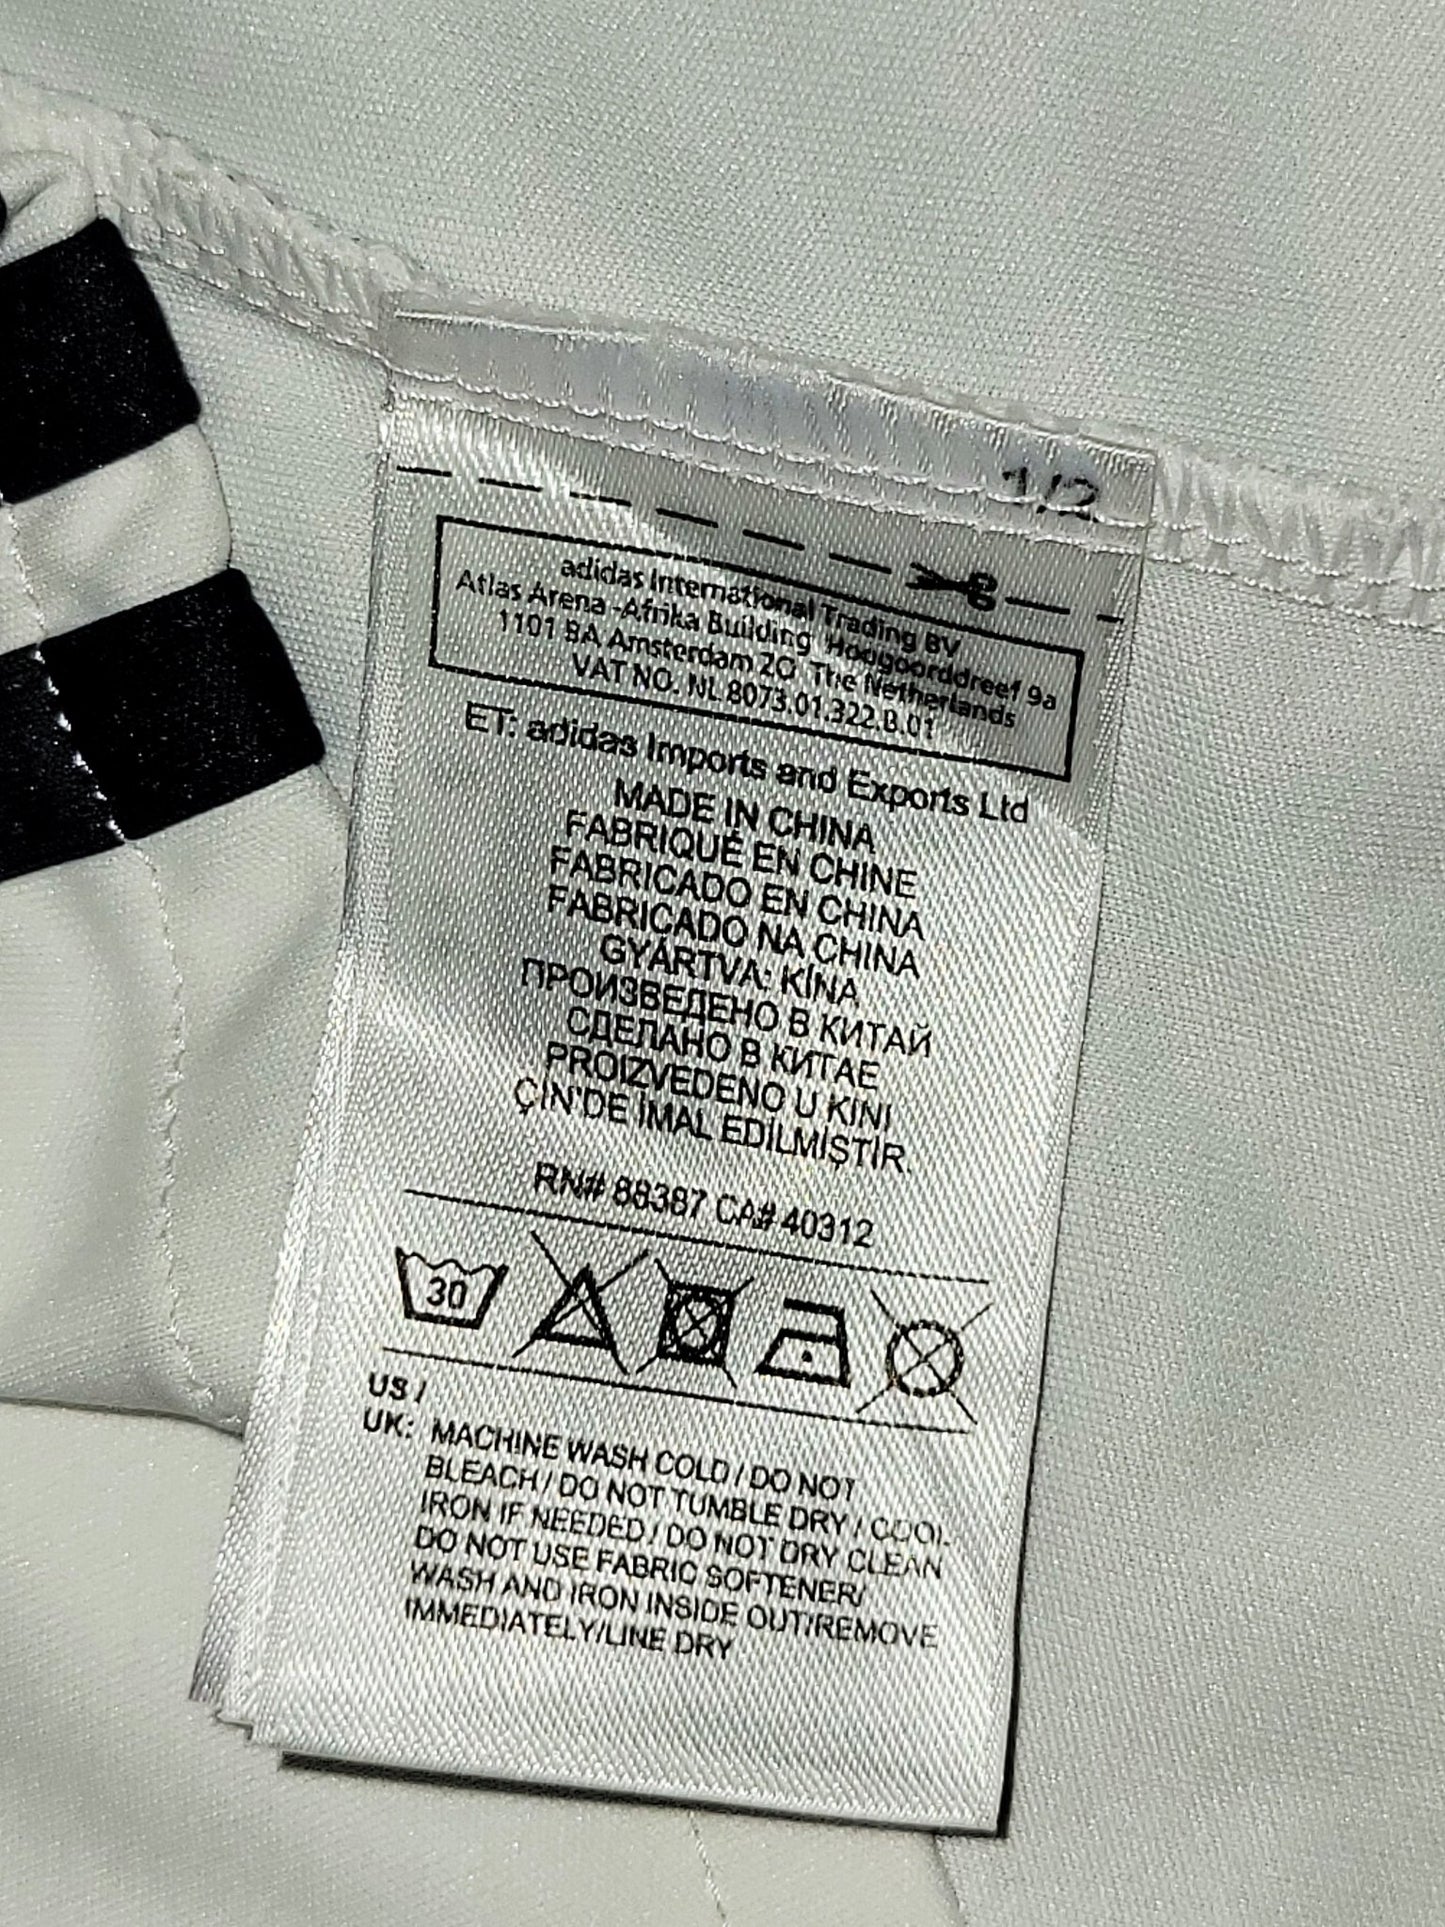 1/2
adidas International Trading BV
Atlas Arena -Afrika Building Hoogoorddreef 9a
1101 BA Amsterdam ZO The Netherlands
VAT NO. NL 8073.01.322.B.01
ET: adidas Imports and Exports Ltd
MADE IN CHINA
FABRIQUÉ EN CHINE
FABRICADO EN CHINA
FABRICADO NA CHINA
GYÁRTVA: KÍNA
ПРОИЗВЕДЕНО В КИТАЙ
СДЕЛАНО В КИТАЕ
PROIZVEDENO U KINI
ÇİN'DE İMAL EDİLMİŞTİR.
RN# 88387 CA# 40312
30
US /
UK: MACHINE WASH COLD / DO NOT
BLEACH / DO NOT TUMBLE DRY / COOL
IRON IF NEEDED / DO NOT DRY CLEAN
DO NOT USE FABRIC SOFTENER/
WASH AND IRON INSIDE OUT/REMOVE
IMMEDIATELY/LINE DRY